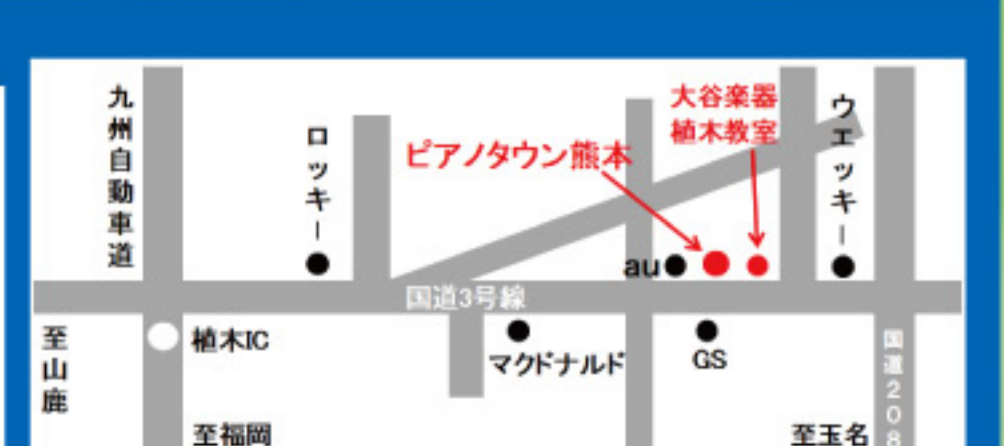 九州自動車道
ロッキー
ピアノタウン熊本
大谷楽器
植木教室
ウエッキー
au
国道3号線
至山鹿
植木IC
マクドナルド
GS
国道208
至福岡
至玉名